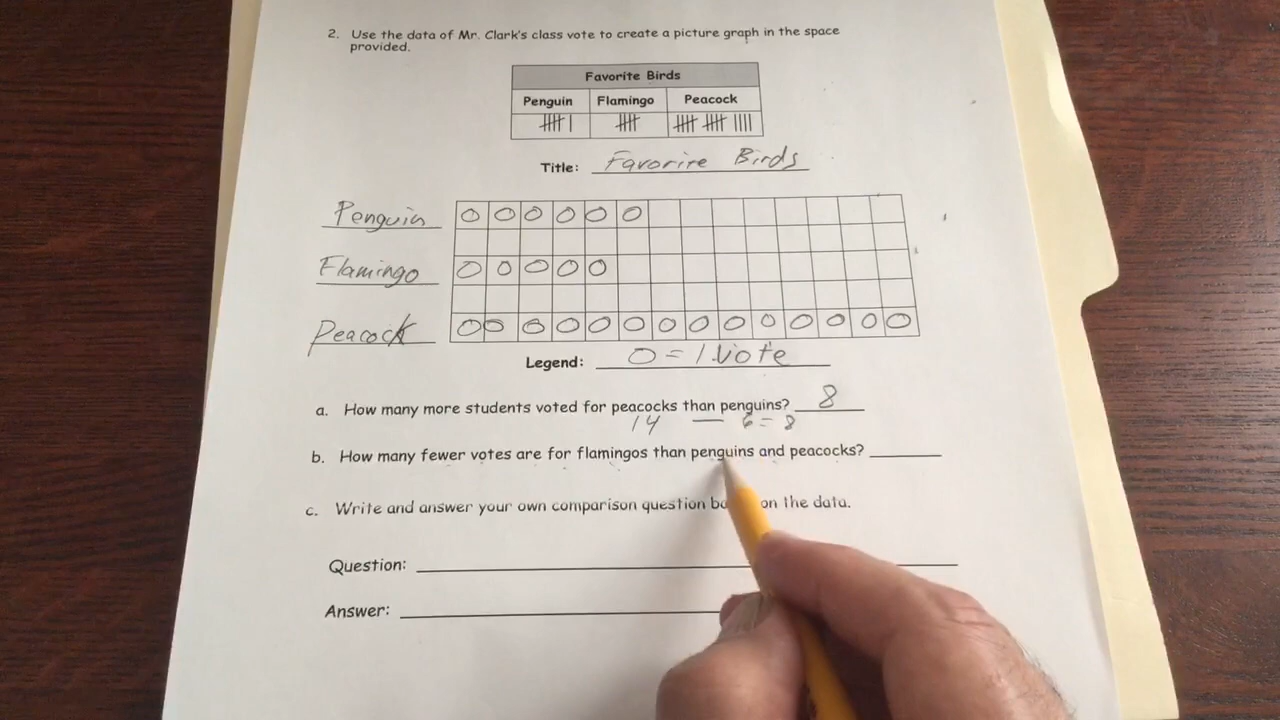 2. Use the data of Mr. Clark's class vote to create a picture graph in the space
provided.
Favorite Birds
Penguin Flamingo Peacock
Title: Favorire Birds
Penguin
Flamingo
Peacock
Legend: O = 1 Vote
a. How many more students voted for peacocks than penguins? 8
14 — 6 = 8
b. How many fewer votes are for flamingos than penguins and peacocks?
c. Write and answer your own comparison question on the data.
Question:
Answer: